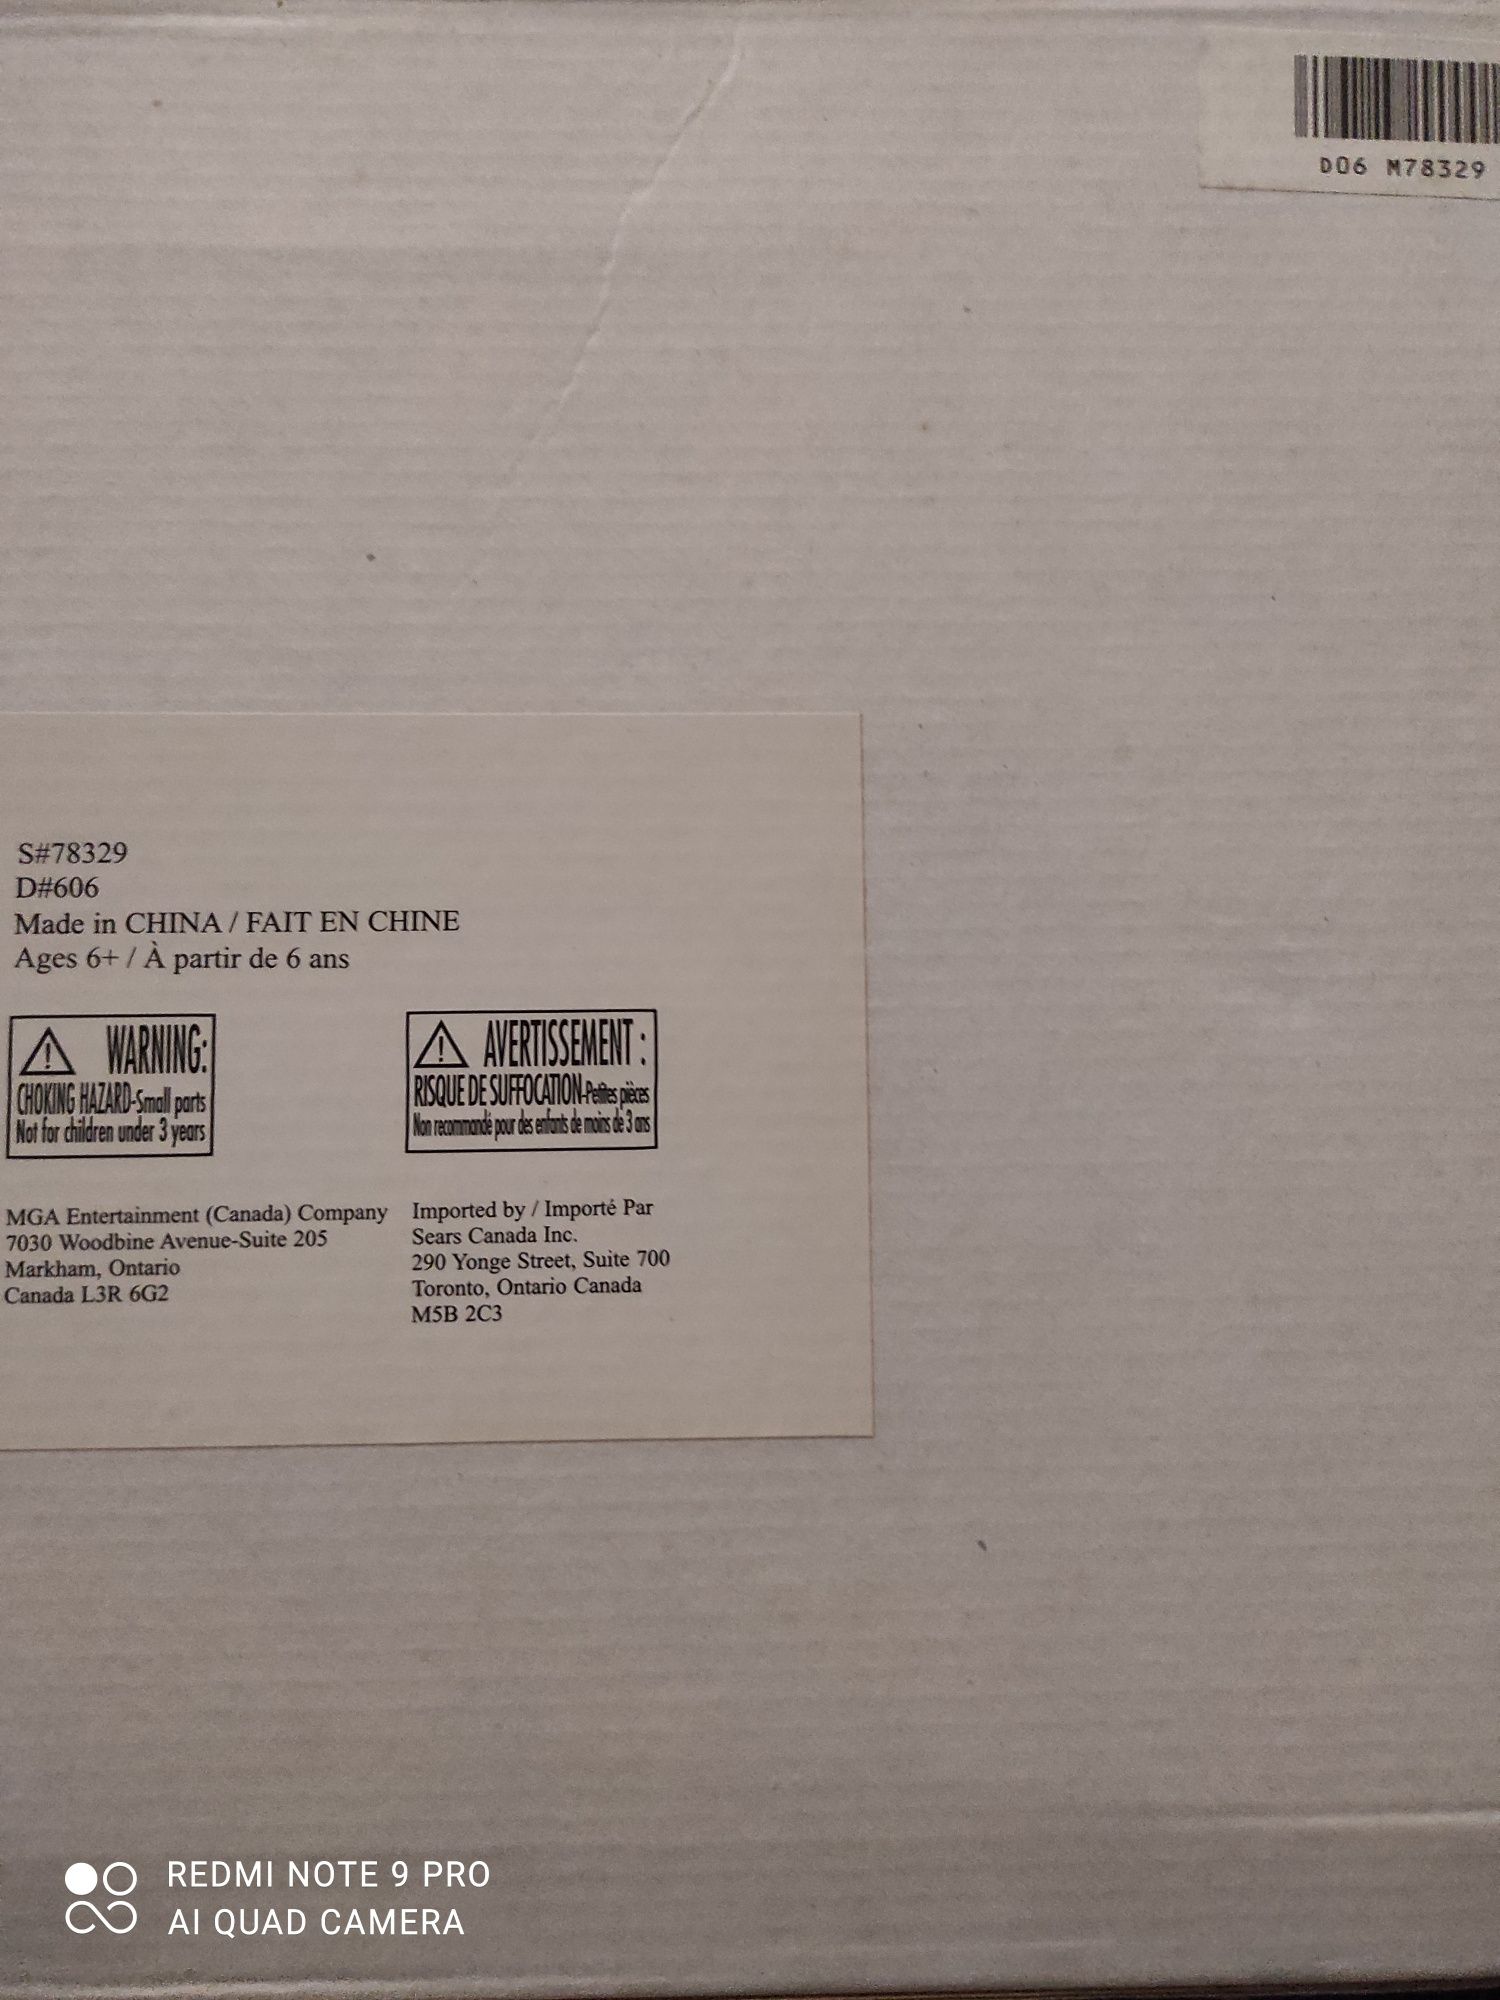 D06 M78329
S#78329
D#606
Made in CHINA / FAIT EN CHINE
Ages 6+ / À partir de 6 ans
WARNING:
CHOKING HAZARD-Small parts
Not for children under 3 years
AVERTISSEMENT :
RISQUE DE SUFFOCATION-Petites pièces
Non recommandé pour des enfants de moins de 3 ans
MGA Entertainment (Canada) Company
7030 Woodbine Avenue-Suite 205
Markham, Ontario
Canada L3R 6G2
Imported by / Importé Par
Sears Canada Inc.
290 Yonge Street, Suite 700
Toronto, Ontario Canada
M5B 2C3
REDMI NOTE 9 PRO
AI QUAD CAMERA